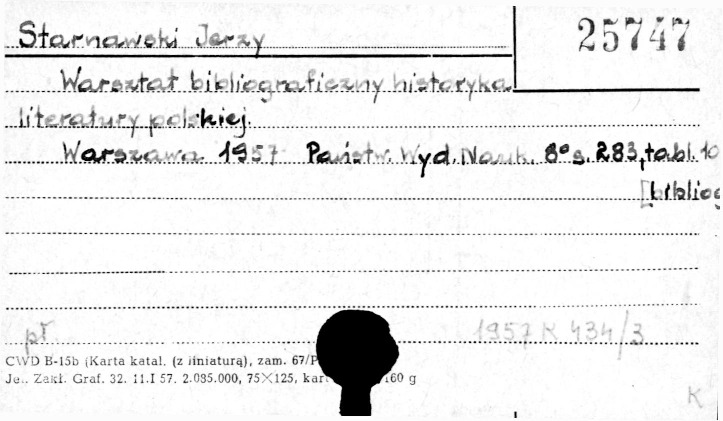 Starnawski Jerzy
25747
Warsztat bibliograficzny historyka
literatury polskiej.
Warszawa 1957 Państw. Wyd. Nauk. 8° s. 283, tabl. 10
[bibliog
pł.
1957 K 434/3
CWD B-15b (Karta katal. (z liniaturą), zam. 67/P
Je.. Zakł. Graf. 32. 11.I 57. 2.085.000, 75×125, kart 160 g
K